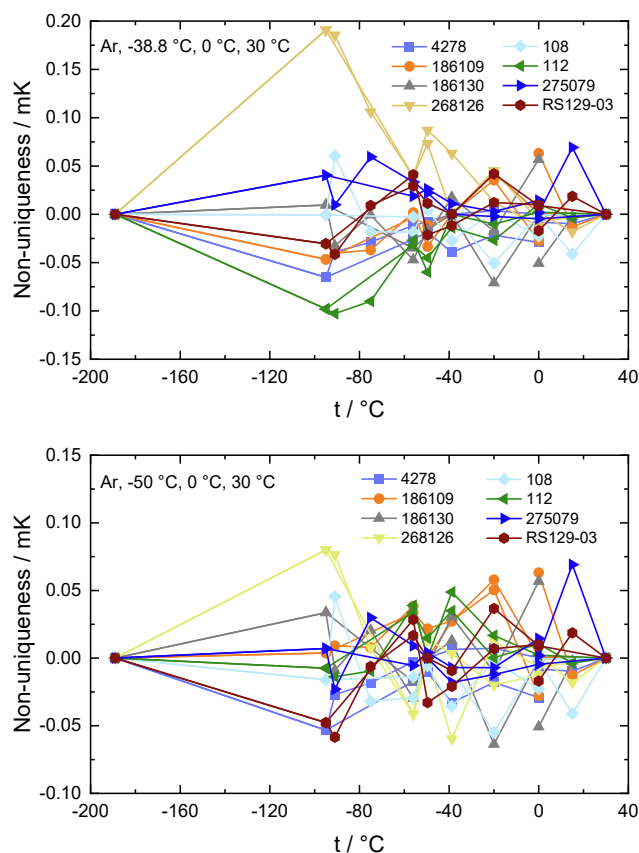 Ar, -38.8 °C, 0 °C, 30 °C
4278
186109
186130
268126
108
112
275079
RS129-03
0.20
0.15
0.10
0.05
0.00
-0.05
-0.10
-0.15
Non-uniqueness / mK
-200 -160 -120 -80 -40 0 40
t / °C
Ar, -50 °C, 0 °C, 30 °C
4278
186109
186130
268126
108
112
275079
RS129-03
0.15
0.10
0.05
0.00
-0.05
-0.10
Non-uniqueness / mK
-200 -160 -120 -80 -40 0 40
t / °C